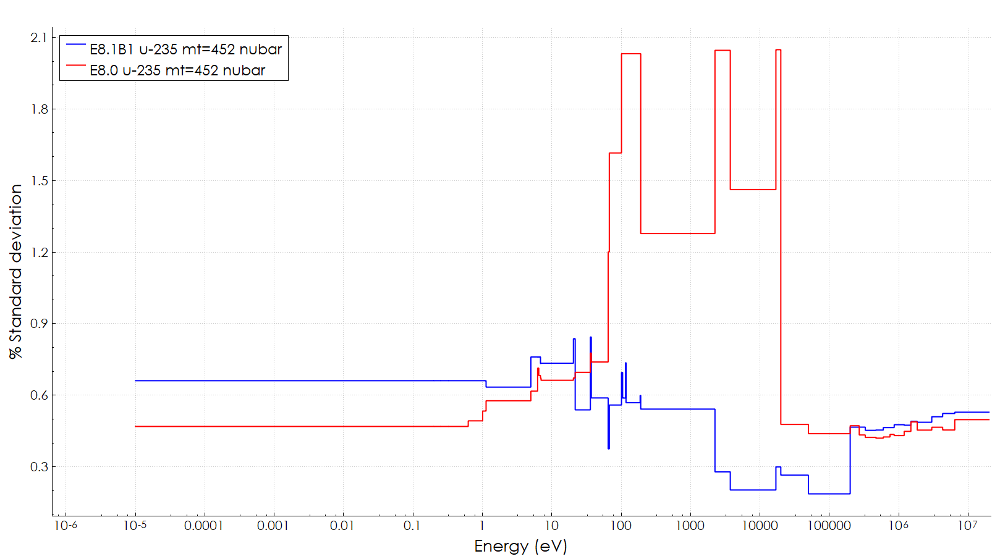 E8.1B1 u-235 mt=452 nubar
E8.0 u-235 mt=452 nubar
2.1
1.8
1.5
1.2
0.9
0.6
0.3
% Standard deviation
10-6 10-5 0.0001 0.001 0.01 0.1 1 10 100 1000 10000 100000 106 107
Energy (eV)